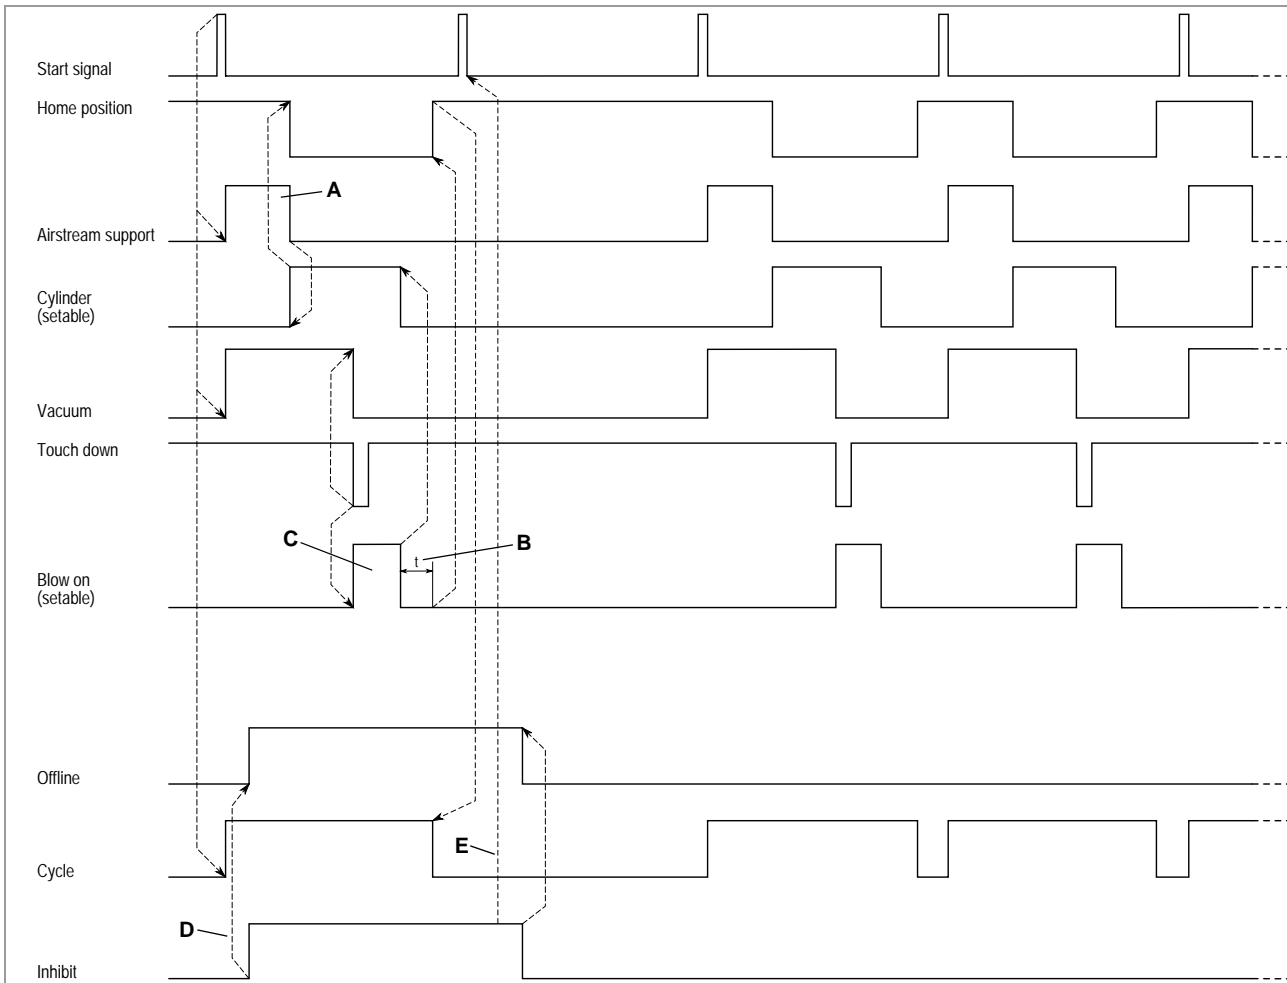 Start signal
Home position
A
Airstream support
Cylinder
(setable)
Vacuum
Touch down
C
B
t
Blow on
(setable)
Offline
E
Cycle
D
Inhibit